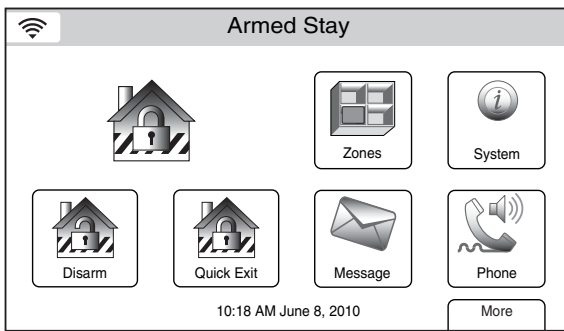 Armed Stay
Zones
System
Disarm
Quick Exit
Message
Phone
10:18 AM June 8, 2010
More